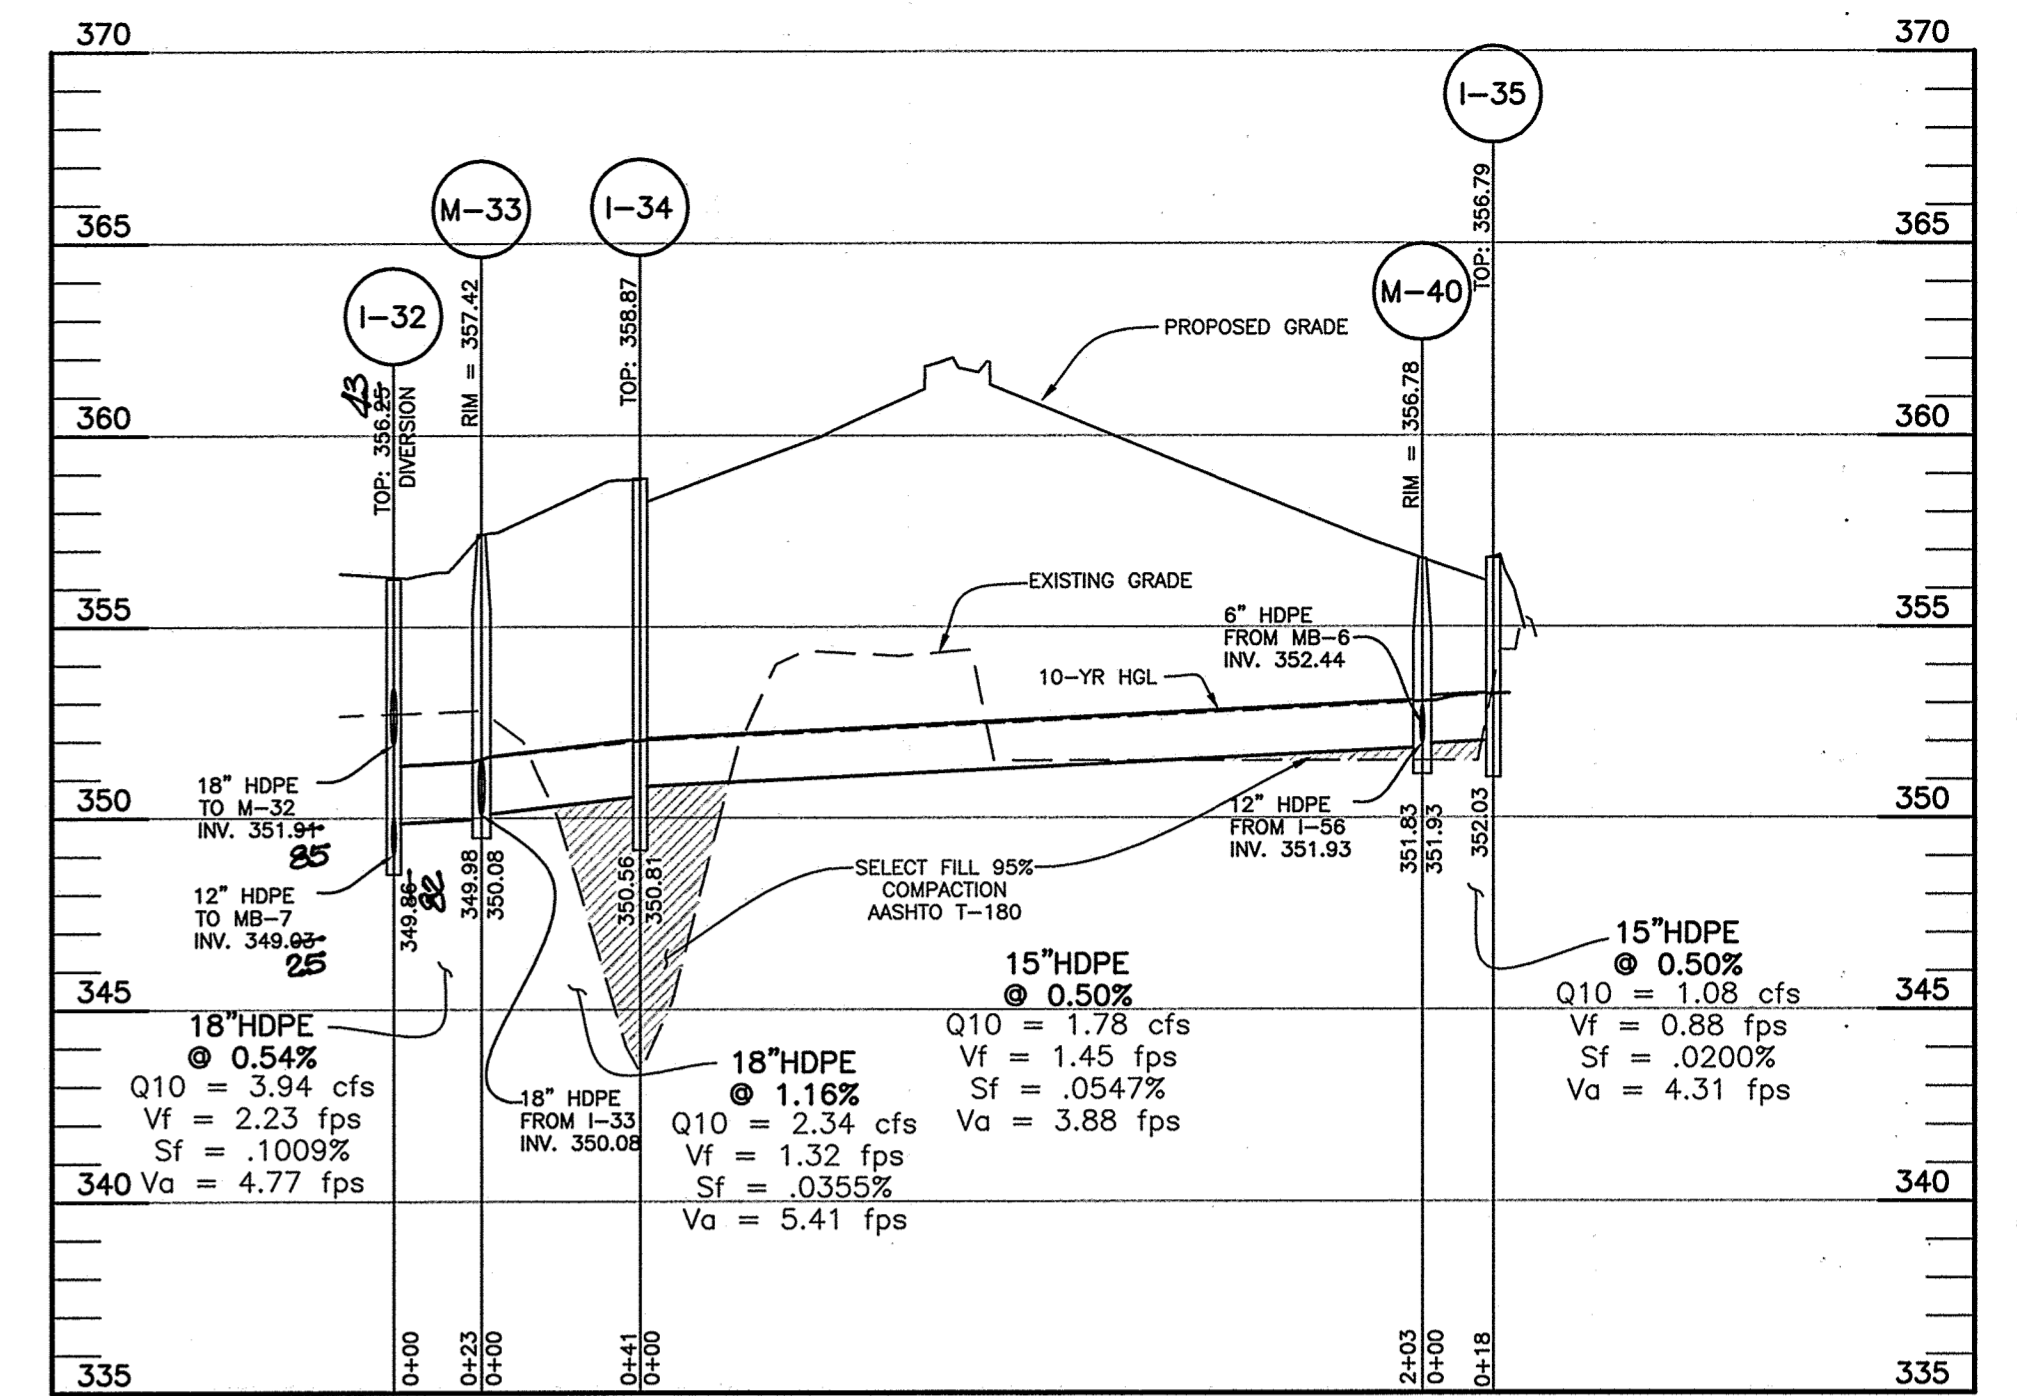 370
370
I-35
TOP: 356.79
M-33
I-34
365
365
RIM = 357.42
TOP: 358.87
M-40
I-32
PROPOSED GRADE
43
TOP: 356.25
DIVERSION
RIM = 356.78
360
360
EXISTING GRADE
6" HDPE
FROM MB-6
INV. 352.44
355
355
10-YR HGL
18" HDPE
TO M-32
INV. 351.91
85
350
350
12" HDPE
FROM I-56
INV. 351.93
351.83
351.93
352.03
12" HDPE
TO MB-7
INV. 349.03
25
349.86
82
349.98
350.08
350.56
350.81
SELECT FILL 95%
COMPACTION
AASHTO T-180
345
345
18"HDPE
@ 0.54%
Q10 = 3.94 cfs
Vf = 2.23 fps
Sf = .1009%
Va = 4.77 fps
18" HDPE
FROM I-33
INV. 350.08
18"HDPE
@ 1.16%
Q10 = 2.34 cfs
Vf = 1.32 fps
Sf = .0355%
Va = 5.41 fps
15"HDPE
@ 0.50%
Q10 = 1.78 cfs
Vf = 1.45 fps
Sf = .0547%
Va = 3.88 fps
15"HDPE
@ 0.50%
Q10 = 1.08 cfs
Vf = 0.88 fps
Sf = .0200%
Va = 4.31 fps
340
340
0+00
0+23
0+00
0+41
0+00
2+03
0+00
0+18
335
335